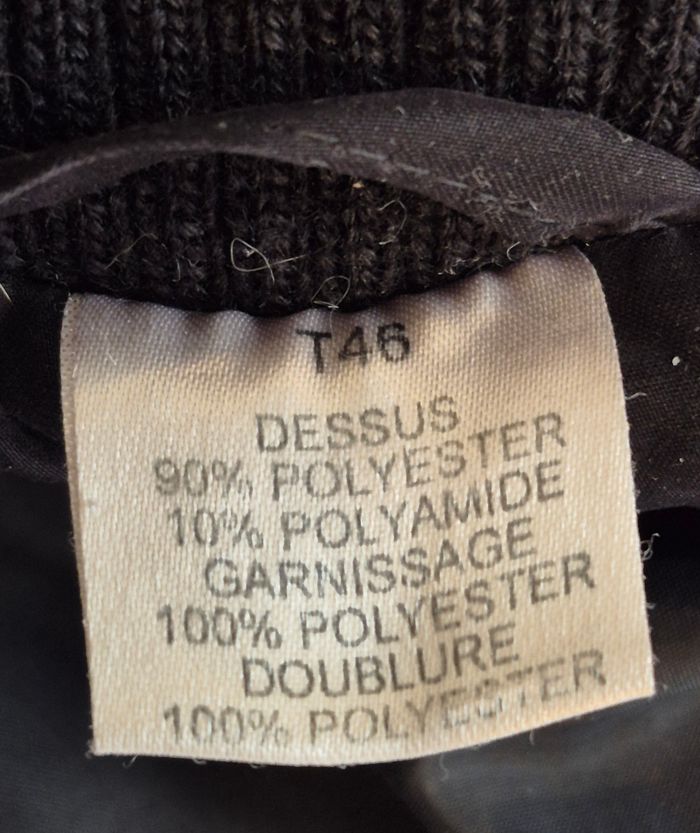 T46
DESSUS
90% POLYESTER
10% POLYAMIDE
GARNISSAGE
100% POLYESTER
DOUBLURE
100% POLYESTER